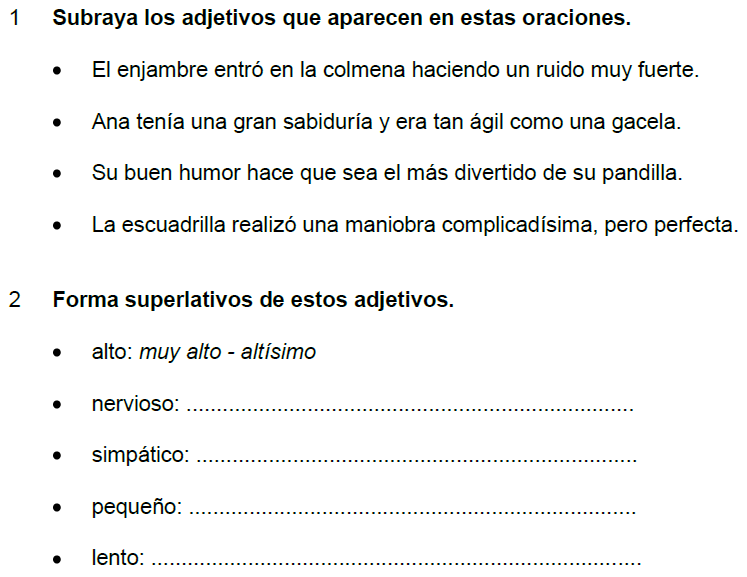 1 Subraya los adjetivos que aparecen en estas oraciones.
• El enjambre entró en la colmena haciendo un ruido muy fuerte.
• Ana tenía una gran sabiduría y era tan ágil como una gacela.
• Su buen humor hace que sea el más divertido de su pandilla.
• La escuadrilla realizó una maniobra complicadísima, pero perfecta.
2 Forma superlativos de estos adjetivos.
• alto: muy alto - altísimo
• nervioso: ..........................................................................
• simpático: .........................................................................
• pequeño: ..........................................................................
• lento: .................................................................................